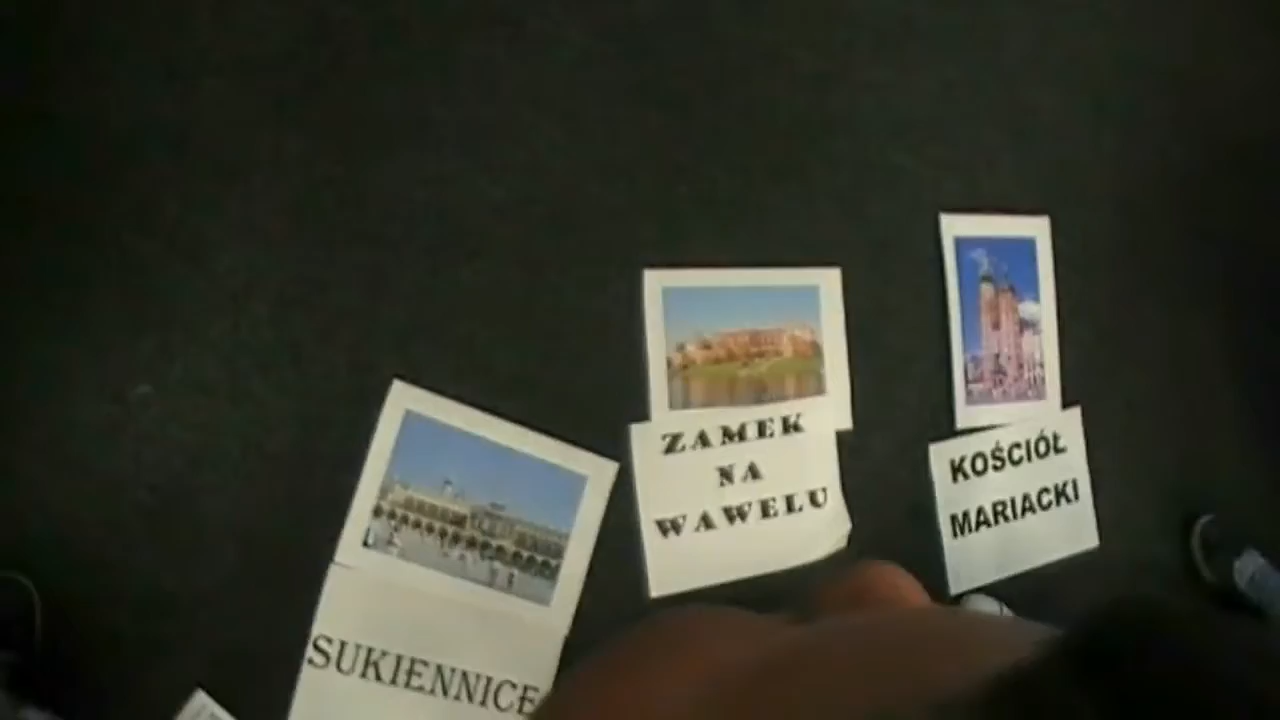 SUKIENNICE
ZAMEK
NA
WAWELU
KOŚCIÓŁ
MARIACKI